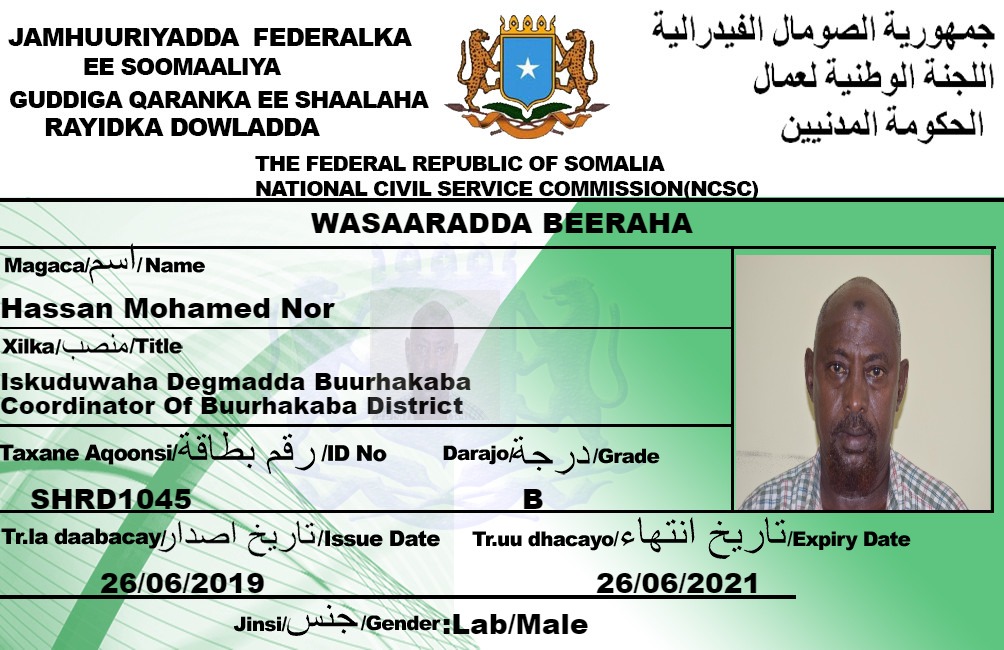 JAMHUURIYADDA FEDERALKA
EE SOOMAALIYA
GUDDIGA QARANKA EE SHAALAHA
RAYIDKA DOWLADDA
جمهورية الصومال الفيدرالية
اللجنة الوطنية لعمال
الحكومة المدنيين
THE FEDERAL REPUBLIC OF SOMALIA
NATIONAL CIVIL SERVICE COMMISSION(NCSC)
WASAARADDA BEERAHA
Magaca/اسم/Name
Hassan Mohamed Nor
Xilka/منصب/Title
Iskuduwaha Degmadda Buurhakaba
Coordinator Of Buurhakaba District
Taxane Aqoonsi/رقم بطاقة/ID No Darajo/درجة/Grade
SHRD1045 B
Tr.la daabacay/تاريخ اصدار/Issue Date Tr.uu dhacayo/تاريخ انتهاء/Expiry Date
26/06/2019 26/06/2021
Jinsi/جنس/Gender:Lab/Male